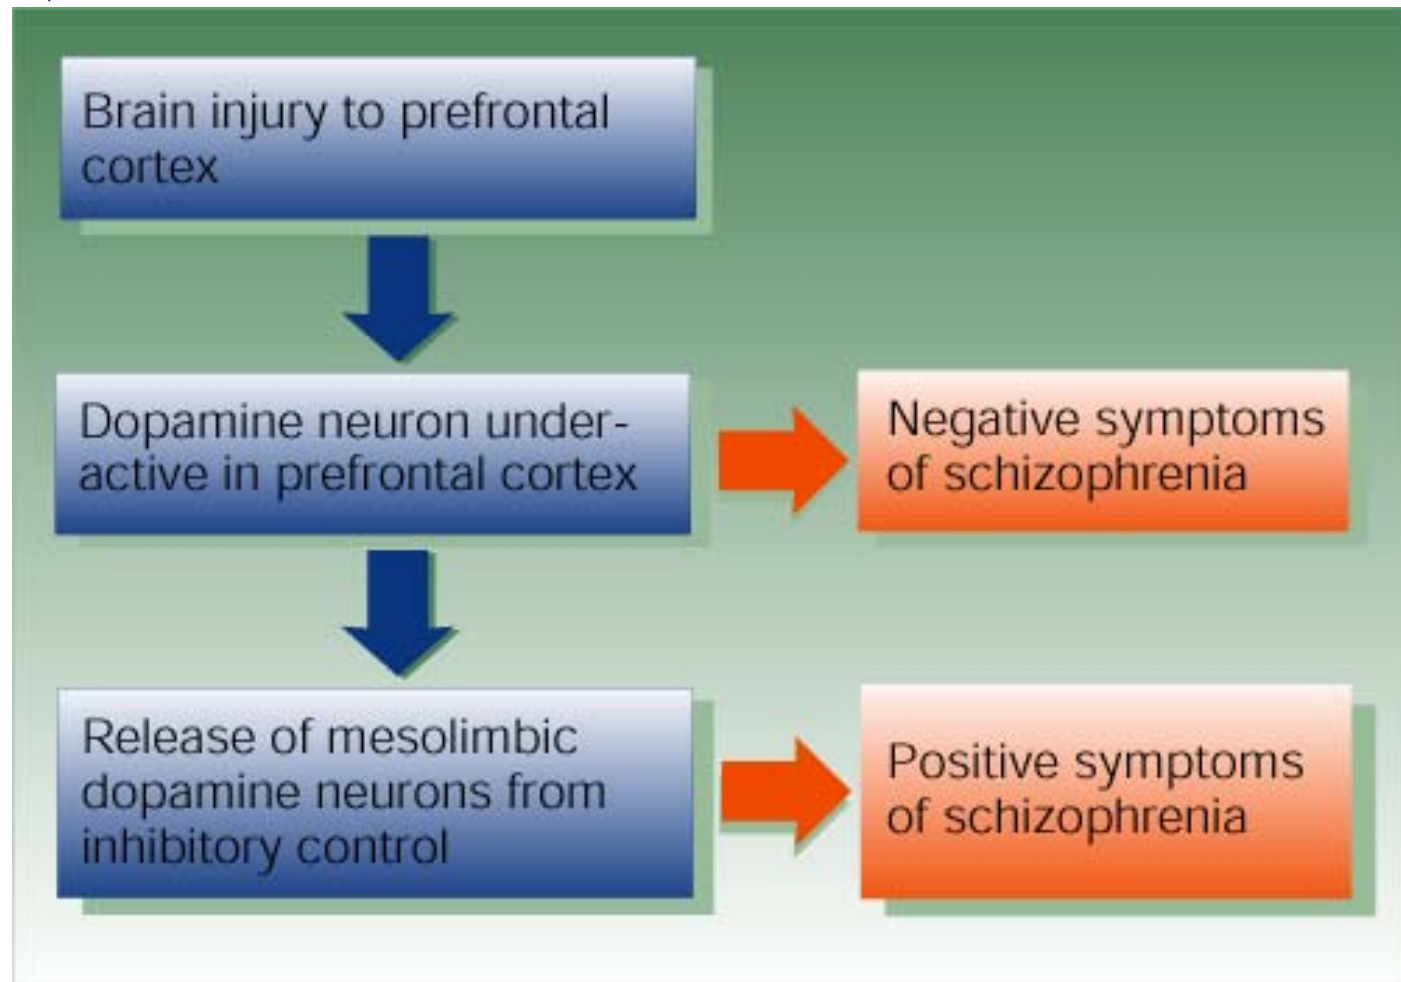 Brain injury to prefrontal
cortex
Dopamine neuron under-
active in prefrontal cortex
Negative symptoms
of schizophrenia
Release of mesolimbic
dopamine neurons from
inhibitory control
Positive symptoms
of schizophrenia